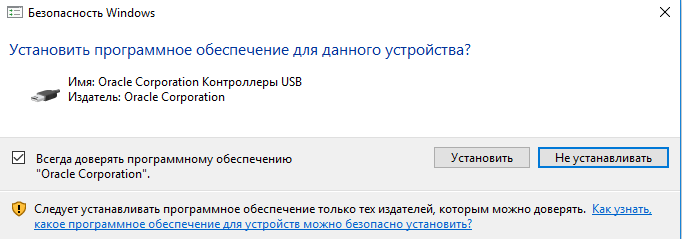 Безопасность Windows
Установить программное обеспечение для данного устройства?
Имя: Oracle Corporation Контроллеры USB
Издатель: Oracle Corporation
Всегда доверять программному обеспечению
"Oracle Corporation".
Установить
Не устанавливать
Следует устанавливать программное обеспечение только тех издателей, которым можно доверять. Как узнать,
какое программное обеспечение для устройств можно безопасно установить?